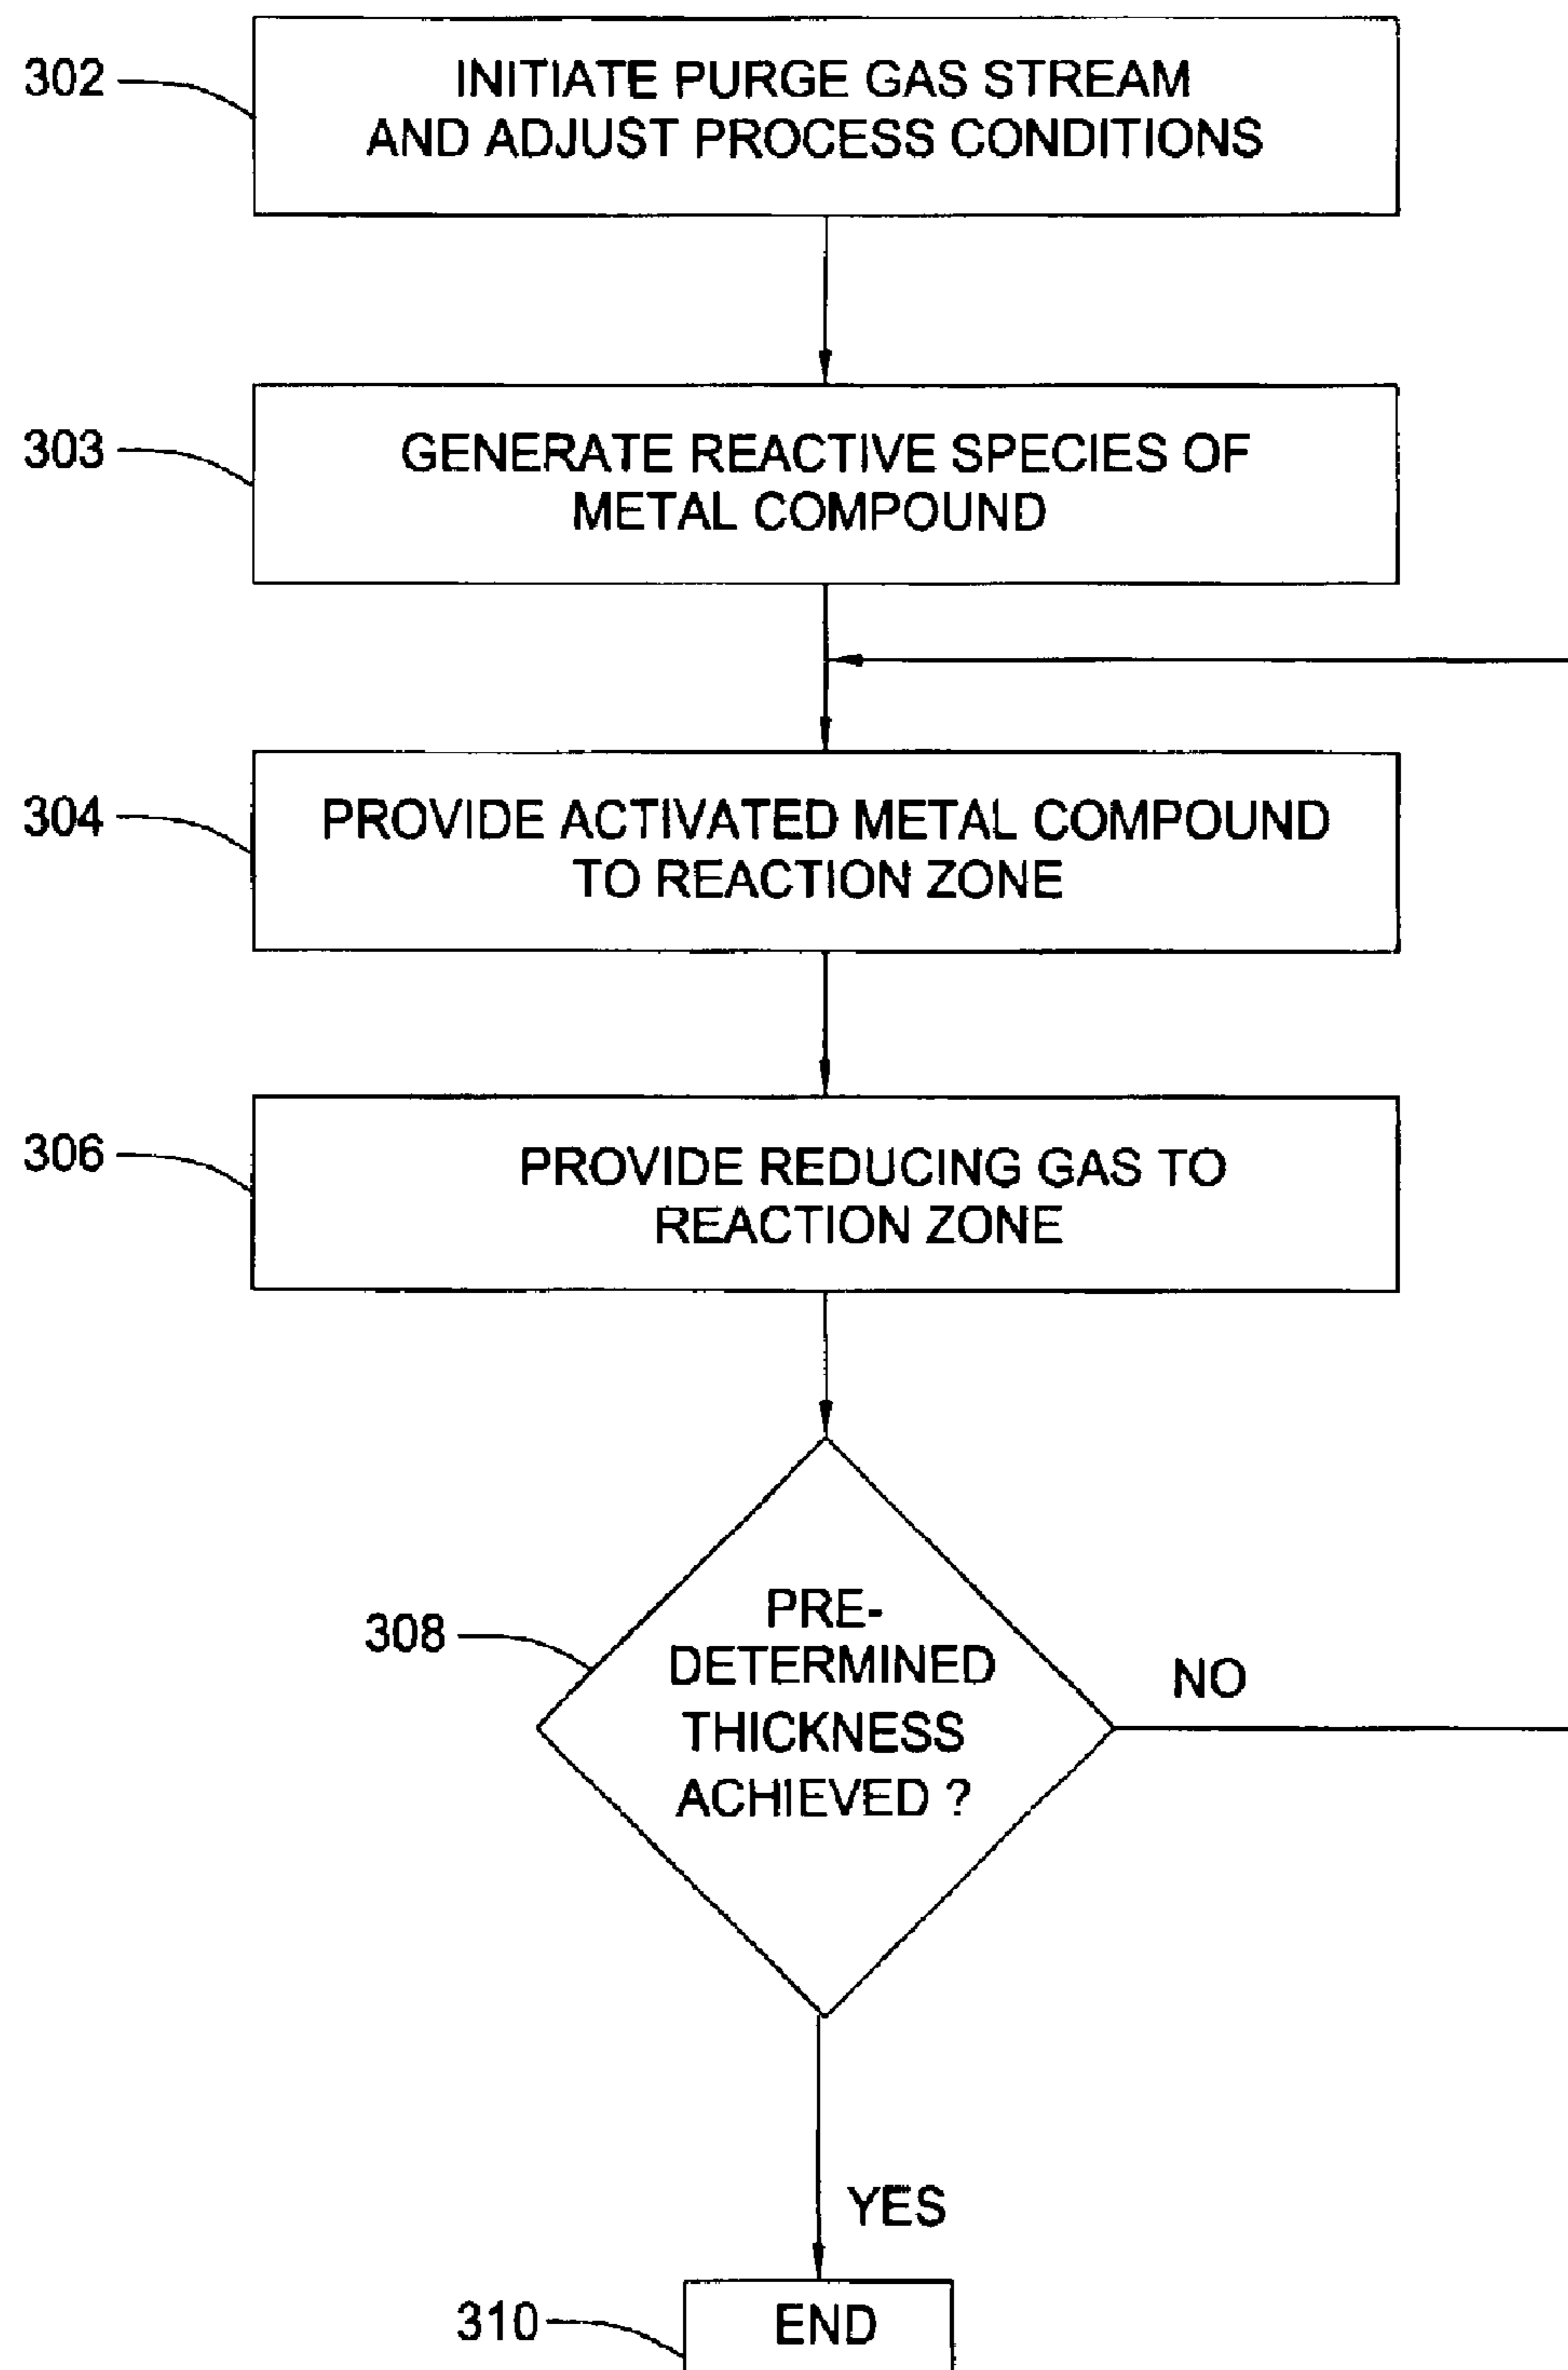 302
INITIATE PURGE GAS STREAM
AND ADJUST PROCESS CONDITIONS
303
GENERATE REACTIVE SPECIES OF
METAL COMPOUND
304
PROVIDE ACTIVATED METAL COMPOUND
TO REACTION ZONE
306
PROVIDE REDUCING GAS TO
REACTION ZONE
308
PRE-
DETERMINED
THICKNESS
ACHIEVED ?
NO
YES
310
END